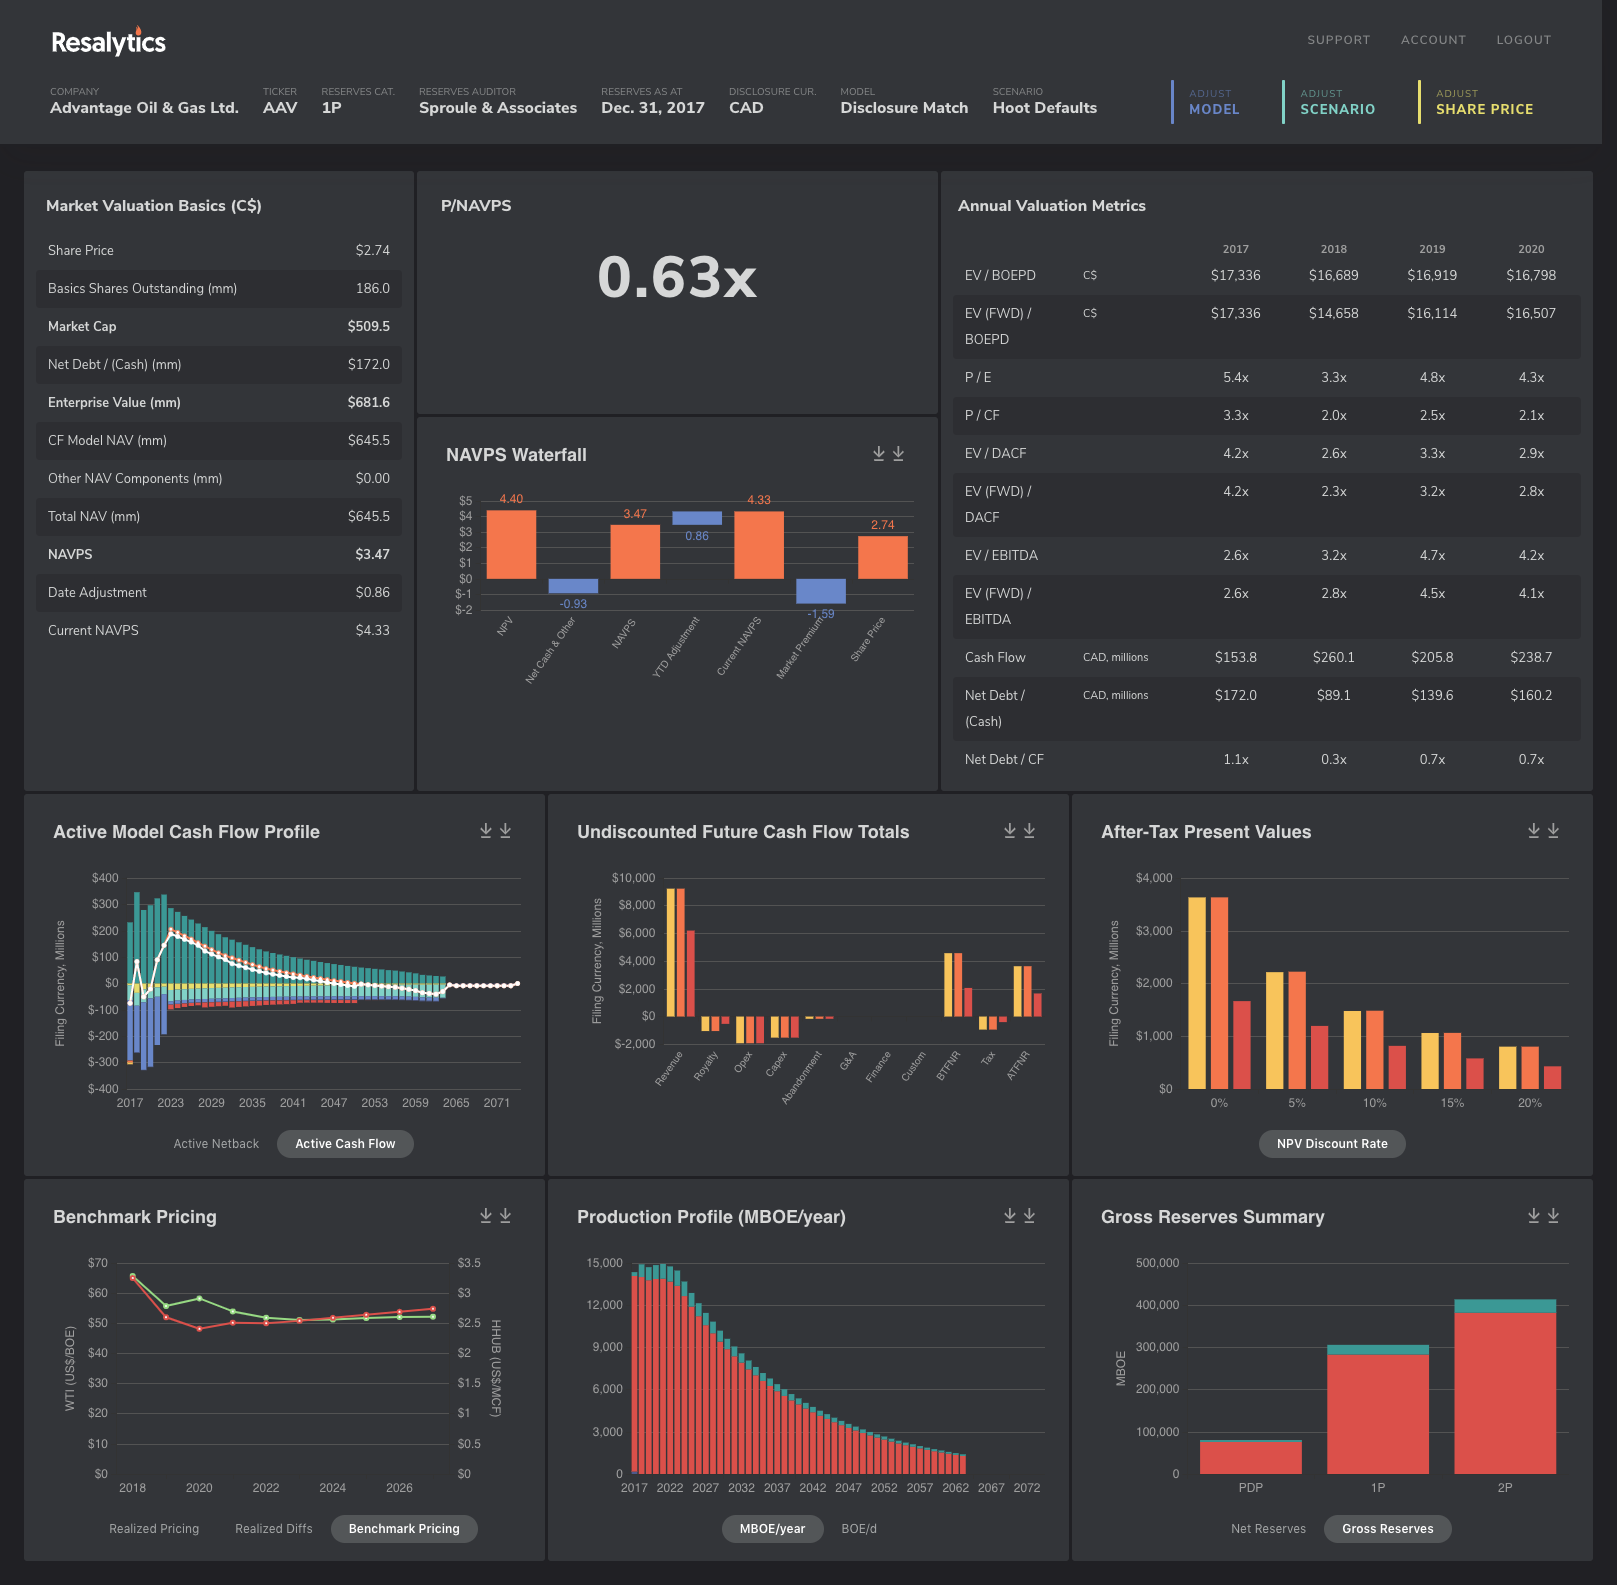 Resalytics
SUPPORT ACCOUNT LOGOUT
COMPANY TICKER RESERVES CAT. RESERVES AUDITOR RESERVES AS AT DISCLOSURE CUR. MODEL SCENARIO
Advantage Oil & Gas Ltd. AAV 1P Sproule & Associates Dec. 31, 2017 CAD Disclosure Match Hoot Defaults
ADJUST ADJUST ADJUST
MODEL SCENARIO SHARE PRICE
Market Valuation Basics (C$)
Share Price $2.74
Basics Shares Outstanding (mm) 186.0
Market Cap $509.5
Net Debt / (Cash) (mm) $172.0
Enterprise Value (mm) $681.6
CF Model NAV (mm) $645.5
Other NAV Components (mm) $0.00
Total NAV (mm) $645.5
NAVPS $3.47
Date Adjustment $0.86
Current NAVPS $4.33
P/NAVPS
0.63x
NAVPS Waterfall
$5
$4
$3
$2
$1
$0
$-1
$-2
4.40
-0.93
3.47
0.86
4.33
-1.59
2.74
NPV
Net Cash & Other
NAVPS
YTD Adjustment
Current NAVPS
Market Premium
Share Price
Annual Valuation Metrics
2017 2018 2019 2020
EV / BOEPD C$ $17,336 $16,689 $16,919 $16,798
EV (FWD) / C$ $17,336 $14,658 $16,114 $16,507
BOEPD
P / E 5.4x 3.3x 4.8x 4.3x
P / CF 3.3x 2.0x 2.5x 2.1x
EV / DACF 4.2x 2.6x 3.3x 2.9x
EV (FWD) / 4.2x 2.3x 3.2x 2.8x
DACF
EV / EBITDA 2.6x 3.2x 4.7x 4.2x
EV (FWD) / 2.6x 2.8x 4.5x 4.1x
EBITDA
Cash Flow CAD, millions $153.8 $260.1 $205.8 $238.7
Net Debt / CAD, millions $172.0 $89.1 $139.6 $160.2
(Cash)
Net Debt / CF 1.1x 0.3x 0.7x 0.7x
Active Model Cash Flow Profile
Filing Currency, Millions
$400
$300
$200
$100
$0
$-100
$-200
$-300
$-400
2017 2023 2029 2035 2041 2047 2053 2059 2065 2071
Active Netback Active Cash Flow
Undiscounted Future Cash Flow Totals
Filing Currency, Millions
$10,000
$8,000
$6,000
$4,000
$2,000
$0
$-2,000
Revenue
Royalty
Opex
Capex
Abandonment
G&A
Finance
Custom
BTFNR
Tax
ATFNR
After-Tax Present Values
Filing Currency, Millions
$4,000
$3,000
$2,000
$1,000
$0
0% 5% 10% 15% 20%
NPV Discount Rate
Benchmark Pricing
WTI (US$/BOE)
$70
$60
$50
$40
$30
$20
$10
$0
$3.5
$3
$2.5
$2
$1.5
$1
$0.5
$0
HHUB (US$/MCF)
2018 2020 2022 2024 2026
Realized Pricing Realized Diffs Benchmark Pricing
Production Profile (MBOE/year)
15,000
12,000
9,000
6,000
3,000
0
2017 2022 2027 2032 2037 2042 2047 2052 2057 2062 2067 2072
MBOE/year BOE/d
Gross Reserves Summary
MBOE
500,000
400,000
300,000
200,000
100,000
0
PDP 1P 2P
Net Reserves Gross Reserves